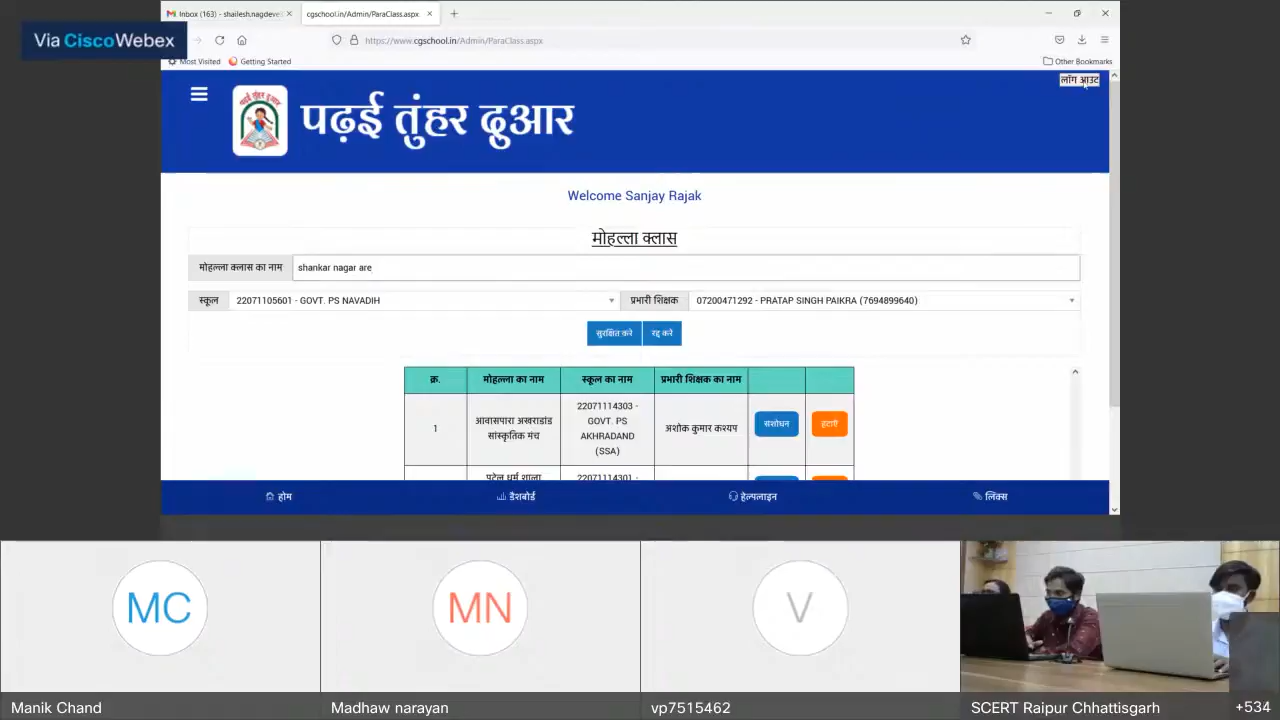 Inbox (163) - shailesh.nagdeve
cgschool.in/Admin/ParaClass.aspx
Via CiscoWebex
https://www.cgschool.in/Admin/ParaClass.aspx
Most Visited
Getting Started
Other Bookmarks
लॉग आउट
पढ़ई तुंहर दुआर
Welcome Sanjay Rajak
मोहल्ला क्लास
मोहल्ला क्लास का नाम shankar nagar are
स्कूल 22071105601 - GOVT. PS NAVADIH प्रभारी शिक्षक 07200471292 - PRATAP SINGH PAIKRA (7694899640)
सुरक्षित करे रद्द करे
क्र. मोहल्ला का नाम स्कूल का नाम प्रभारी शिक्षक का नाम
1
आवासपारा अखराडांड
सांस्कृतिक मंच
22071114303 -
GOVT. PS
AKHRADAND
(SSA)
अशोक कुमार कश्यप
संशोधन
हटाएँ
पटेल धर्म शाला
22071114301 -
होम डैशबोर्ड हेल्पलाइन लिंक्स
MC MN V
Manik Chand Madhaw narayan vp7515462 SCERT Raipur Chhattisgarh +534